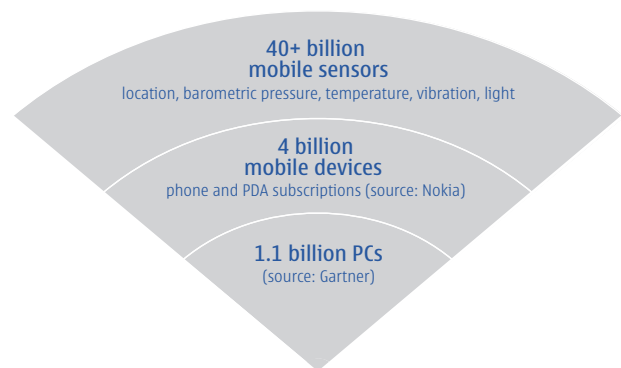 40+ billion
mobile sensors
location, barometric pressure, temperature, vibration, light
4 billion
mobile devices
phone and PDA subscriptions (source: Nokia)
1.1 billion PCs
(source: Gartner)